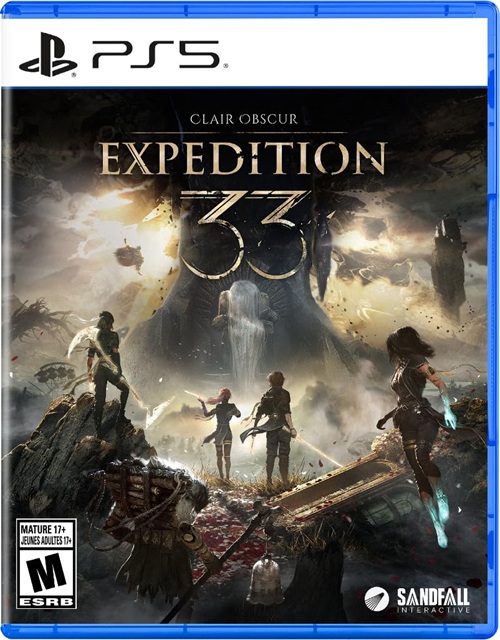 PS5
CLAIR OBSCUR
EXPEDITION
33
MATURE 17+
JEUNES ADULTES 17+
M
ESRB
SANDFALL
INTERACTIVE